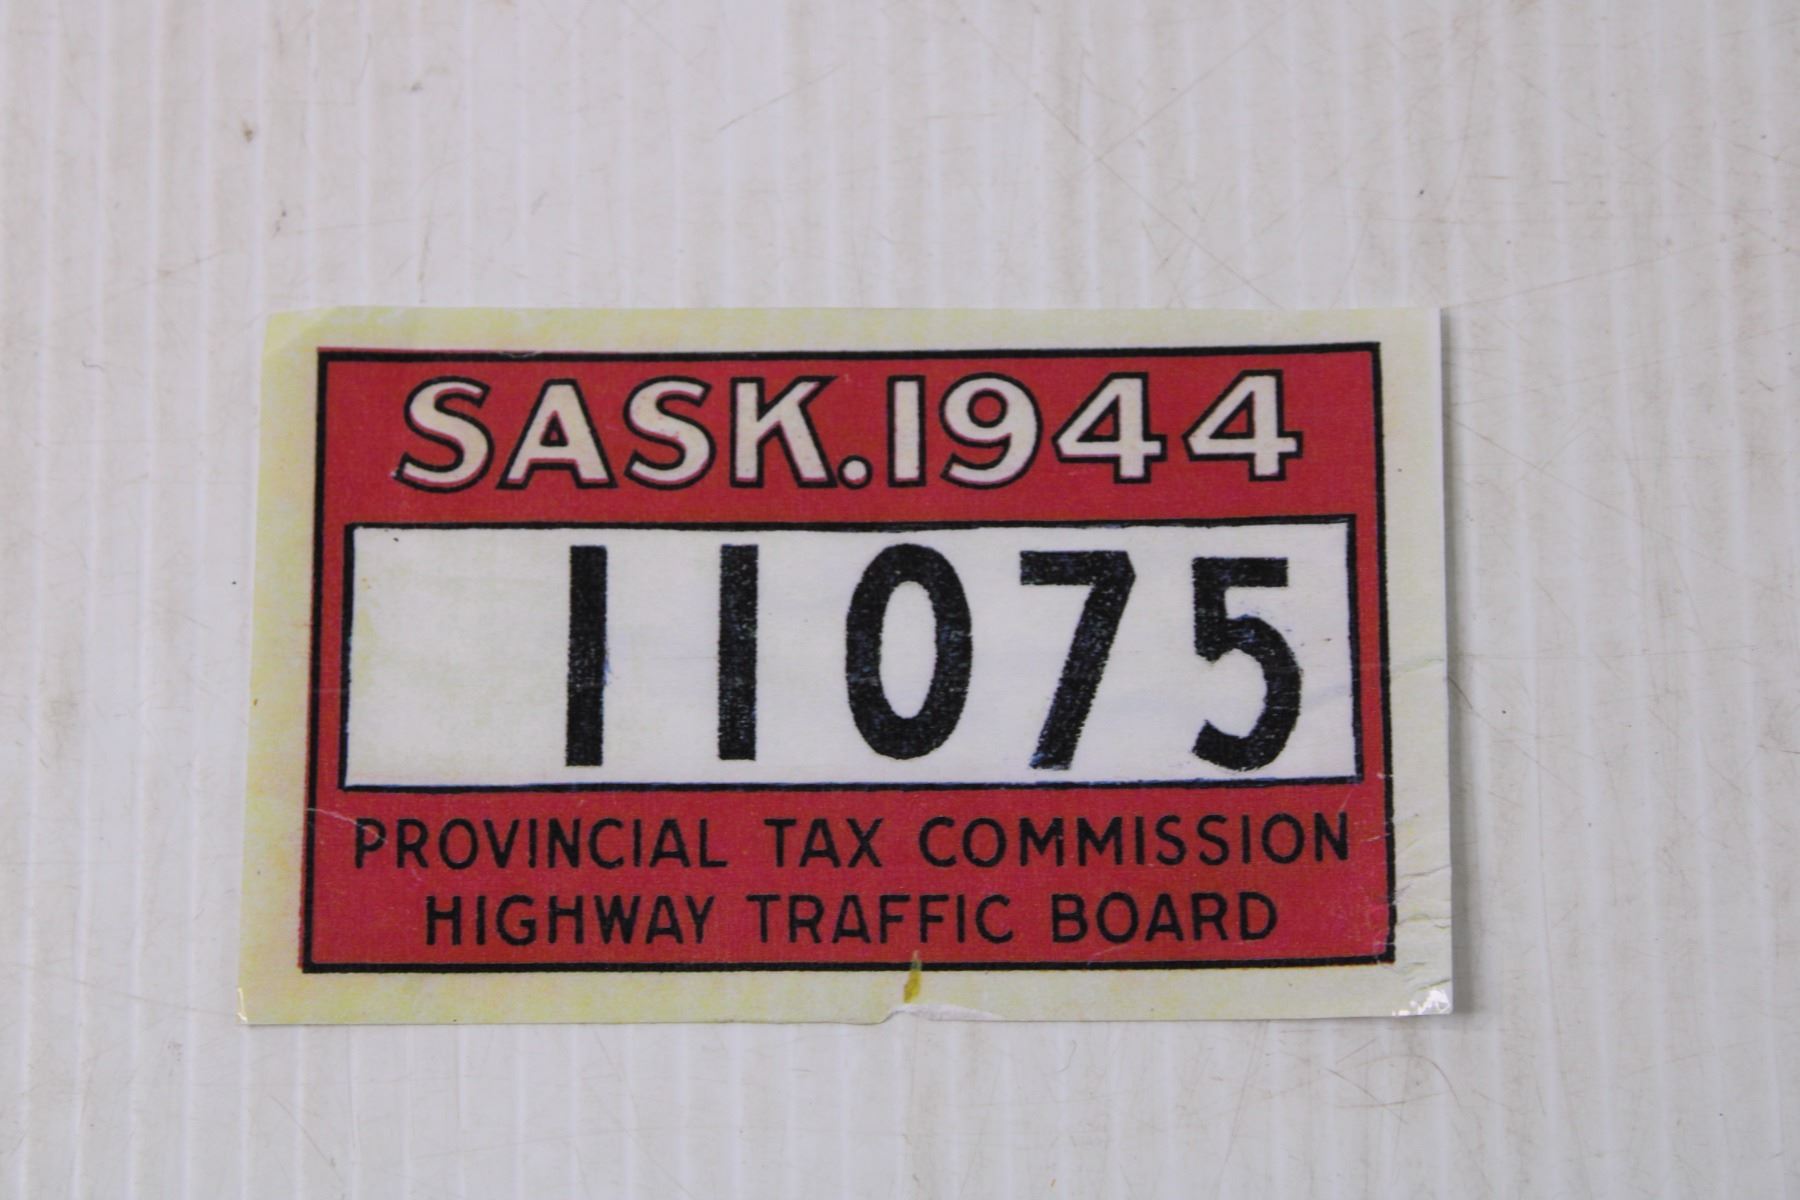 SASK. 1944
11075
PROVINCIAL TAX COMMISSION
HIGHWAY TRAFFIC BOARD